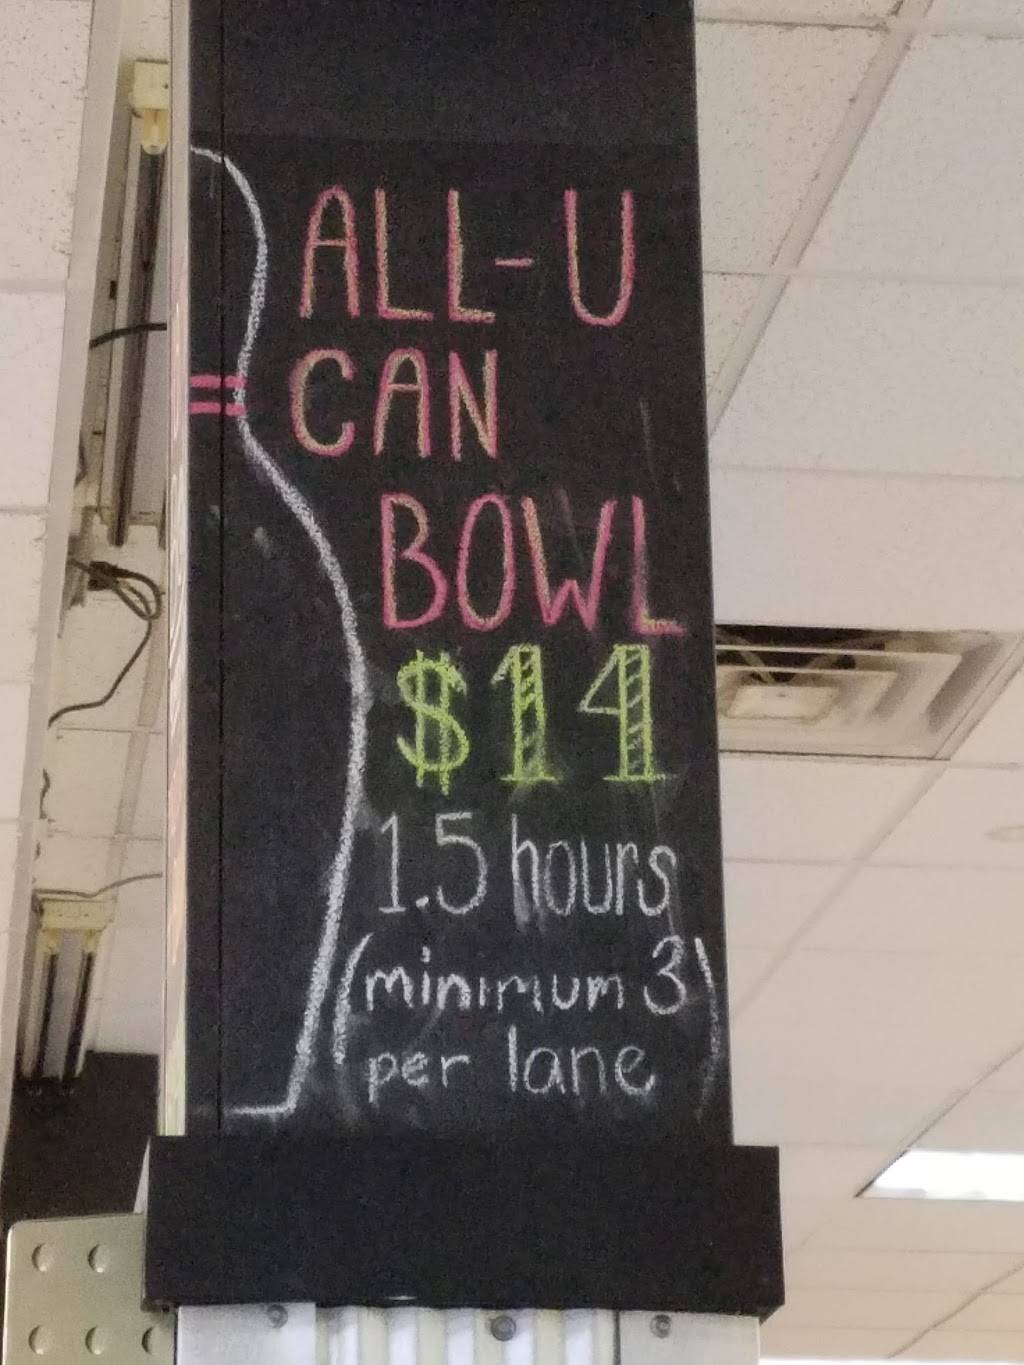 ALL-U
CAN
BOWL
$14
1.5 hours
(minimum 3
per lane)